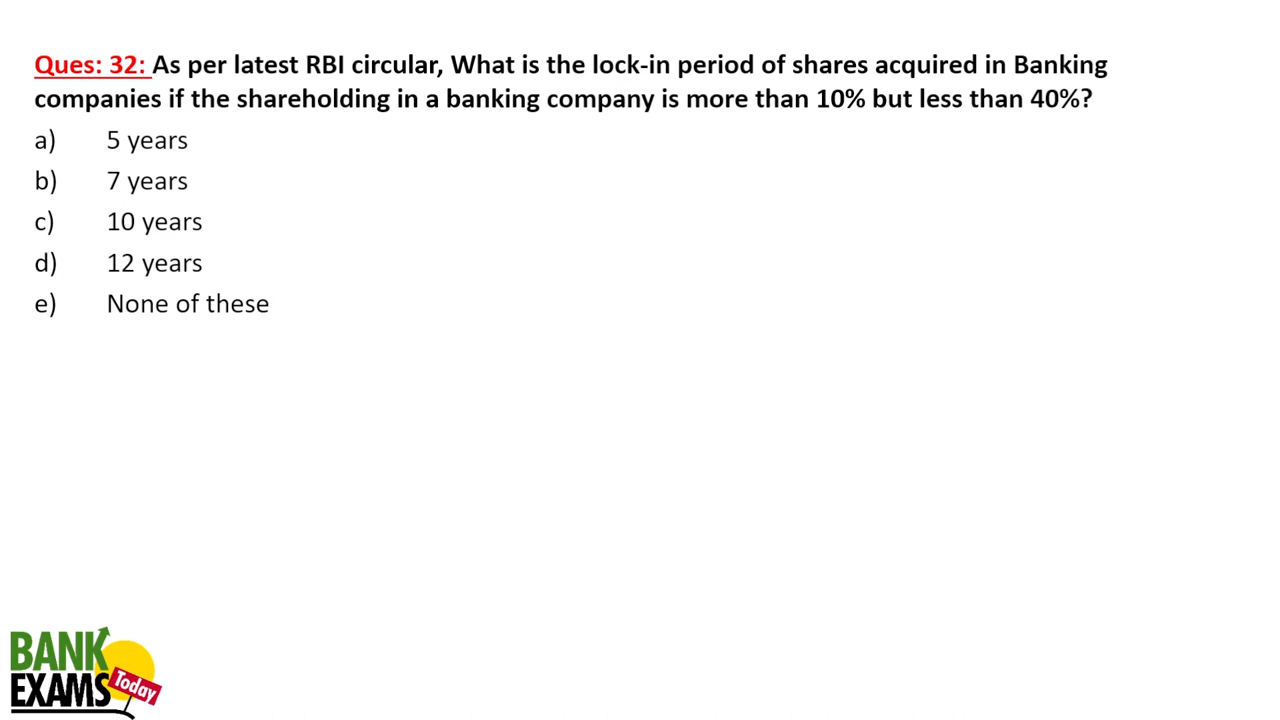 Ques: 32: As per latest RBI circular, What is the lock-in period of shares acquired in Banking
companies if the shareholding in a banking company is more than 10% but less than 40%?
a) 5 years
b) 7 years
c) 10 years
d) 12 years
e) None of these
BANK
EXAMS
Today